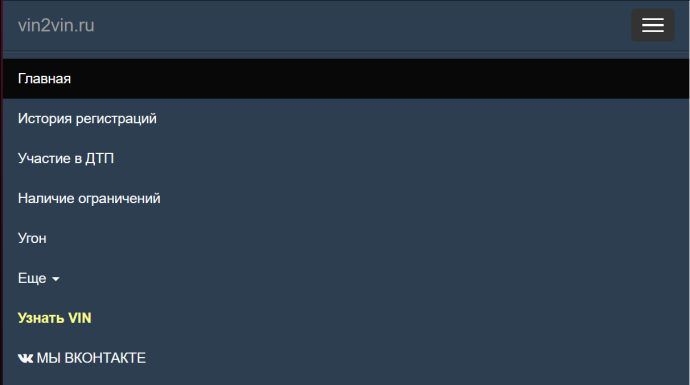 vin2vin.ru
Главная
История регистраций
Участие в ДТП
Наличие ограничений
Угон
Еще
Узнать VIN
МЫ ВКОНТАКТЕ